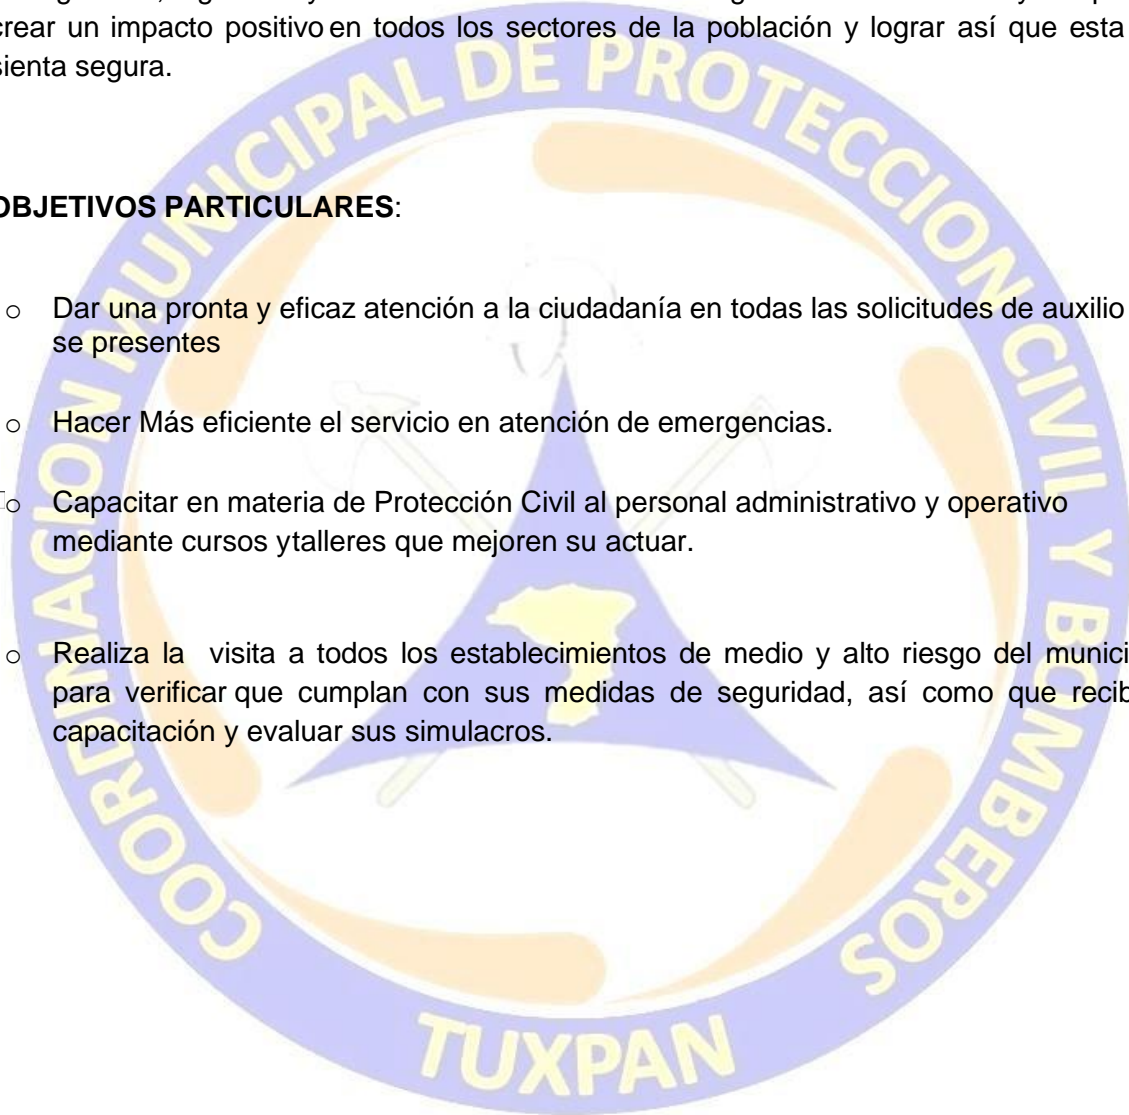 crear un impacto positivo en todos los sectores de la población y lograr así que esta
sienta segura.
OBJETIVOS PARTICULARES:
o Dar una pronta y eficaz atención a la ciudadanía en todas las solicitudes de auxilio
se presentes
o Hacer Más eficiente el servicio en atención de emergencias.
o Capacitar en materia de Protección Civil al personal administrativo y operativo
mediante cursos ytalleres que mejoren su actuar.
o Realiza la visita a todos los establecimientos de medio y alto riesgo del munici
para verificar que cumplan con sus medidas de seguridad, así como que recib
capacitación y evaluar sus simulacros.
COORDINACION MUNICIPAL DE PROTECCION CIVIL Y BOMBEROS
TUXPAN